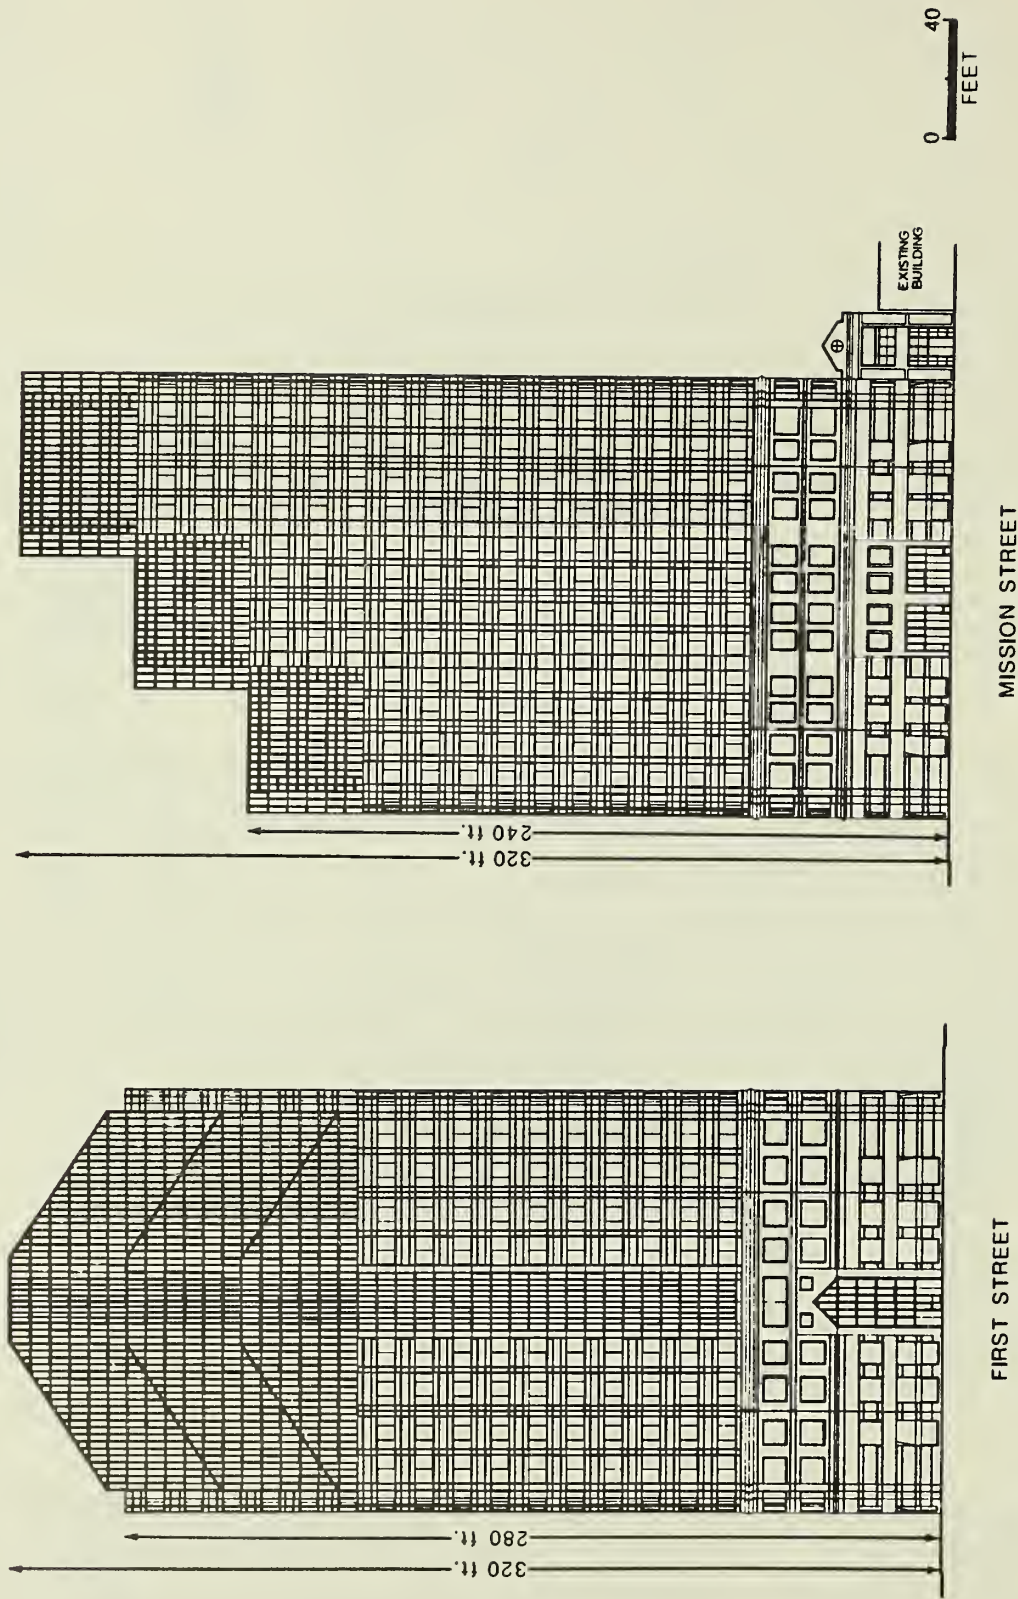 0 40
FEET
EXISTING
BUILDING
240 ft.
320 ft.
MISSION STREET
280 ft.
320 ft.
FIRST STREET